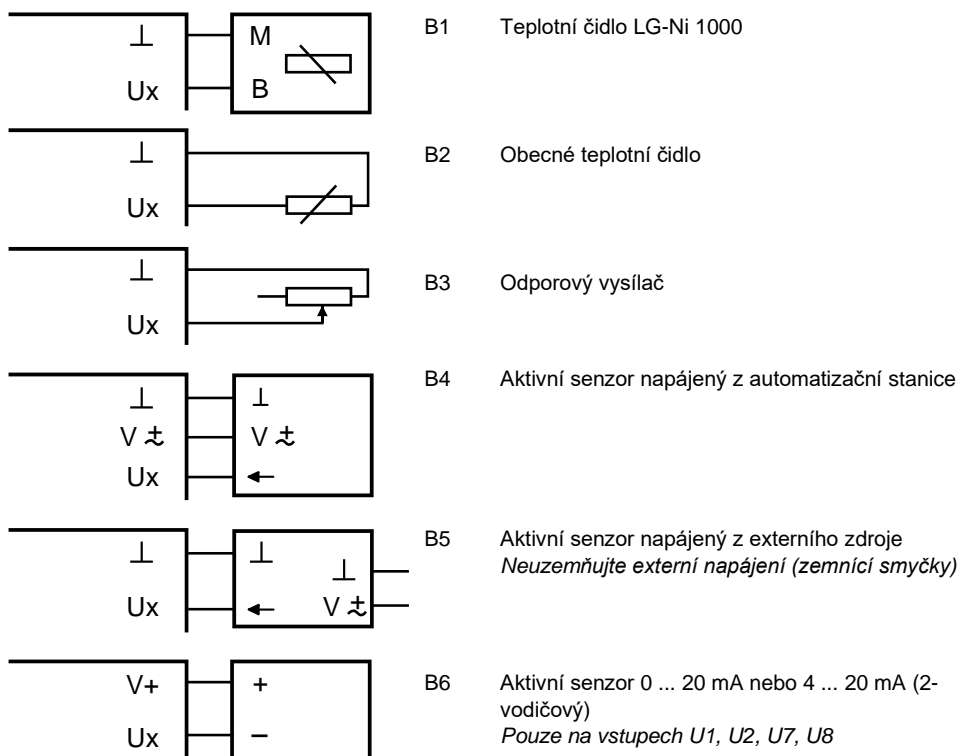 ⊥ M B1 Teplotní čidlo LG-Ni 1000
Ux B
⊥ B2 Obecné teplotní čidlo
Ux
⊥ B3 Odporový vysílač
Ux
B4 Aktivní senzor napájený z automatizační stanice
⊥ ⊥
V ± V ±
Ux
B5 Aktivní senzor napájený z externího zdroje
⊥ ⊥ ⊥ Neuzemňujte externí napájení (zemnící smyčky)
Ux V ±
V+ + B6 Aktivní senzor 0 ... 20 mA nebo 4 ... 20 mA (2-
vodičový)
Ux – Pouze na vstupech U1, U2, U7, U8